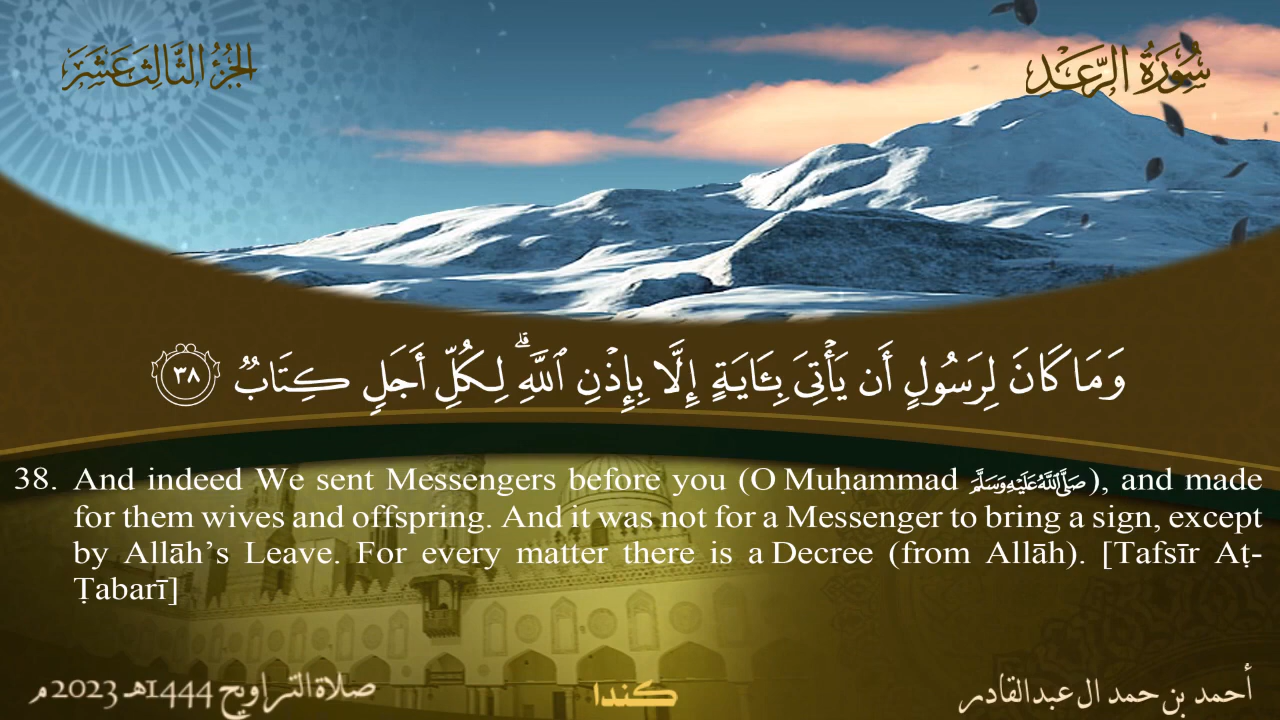 الجزء الثالث عشر
سُورَةُ الرَّعْدِ
وَمَا كَانَ لِرَسُولٍ أَن يَأْتِىَ بِـَٔايَةٍ إِلَّا بِإِذْنِ ٱللَّهِ ۗ لِكُلِّ أَجَلٍ كِتَابٌ ٣٨
38. And indeed We sent Messengers before you (O Muḥammad ﷺ), and made
for them wives and offspring. And it was not for a Messenger to bring a sign, except
by Allāh’s Leave. For every matter there is a Decree (from Allāh). [Tafsīr Aṭ-
Ṭabarī]
صلاة التراويح 1444هـ 2023م
كندا
أحمد بن حمد ال عبدالقادر